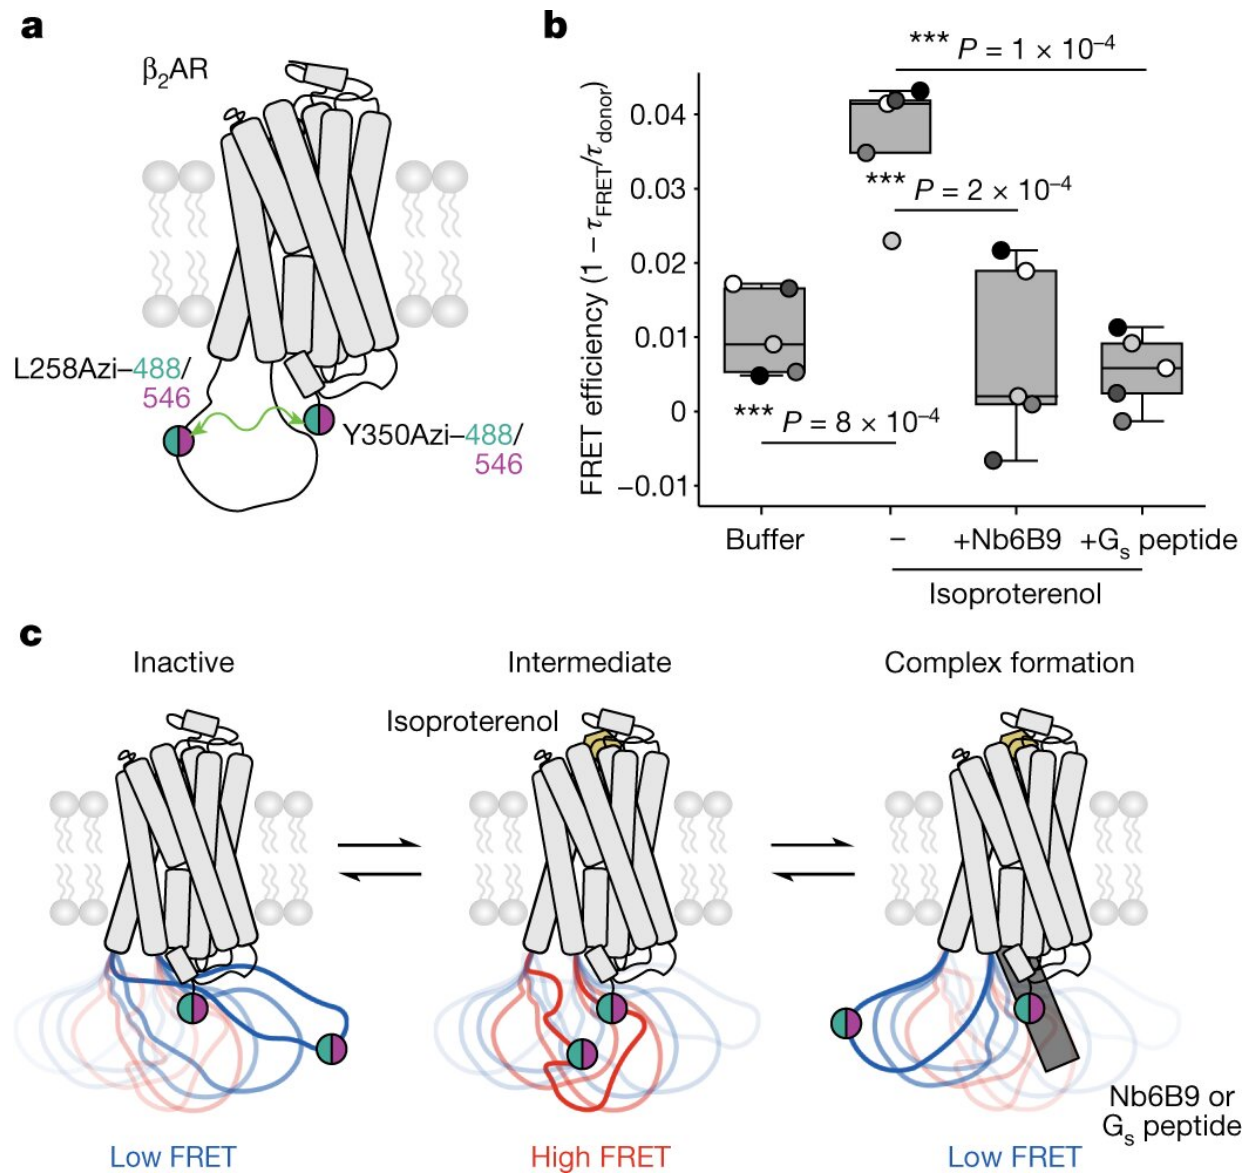 a
β₂AR
L258Azi–488/
546
Y350Azi–488/
546
b
*** P = 1 × 10⁻⁴
*** P = 2 × 10⁻⁴
*** P = 8 × 10⁻⁴
FRET efficiency (1 − τFRET/τdonor)
0.04
0.03
0.02
0.01
0
−0.01
Buffer
–
+Nb6B9
+Gₛ peptide
Isoproterenol
c
Inactive
Intermediate
Complex formation
Isoproterenol
Nb6B9 or
Gₛ peptide
Low FRET
High FRET
Low FRET